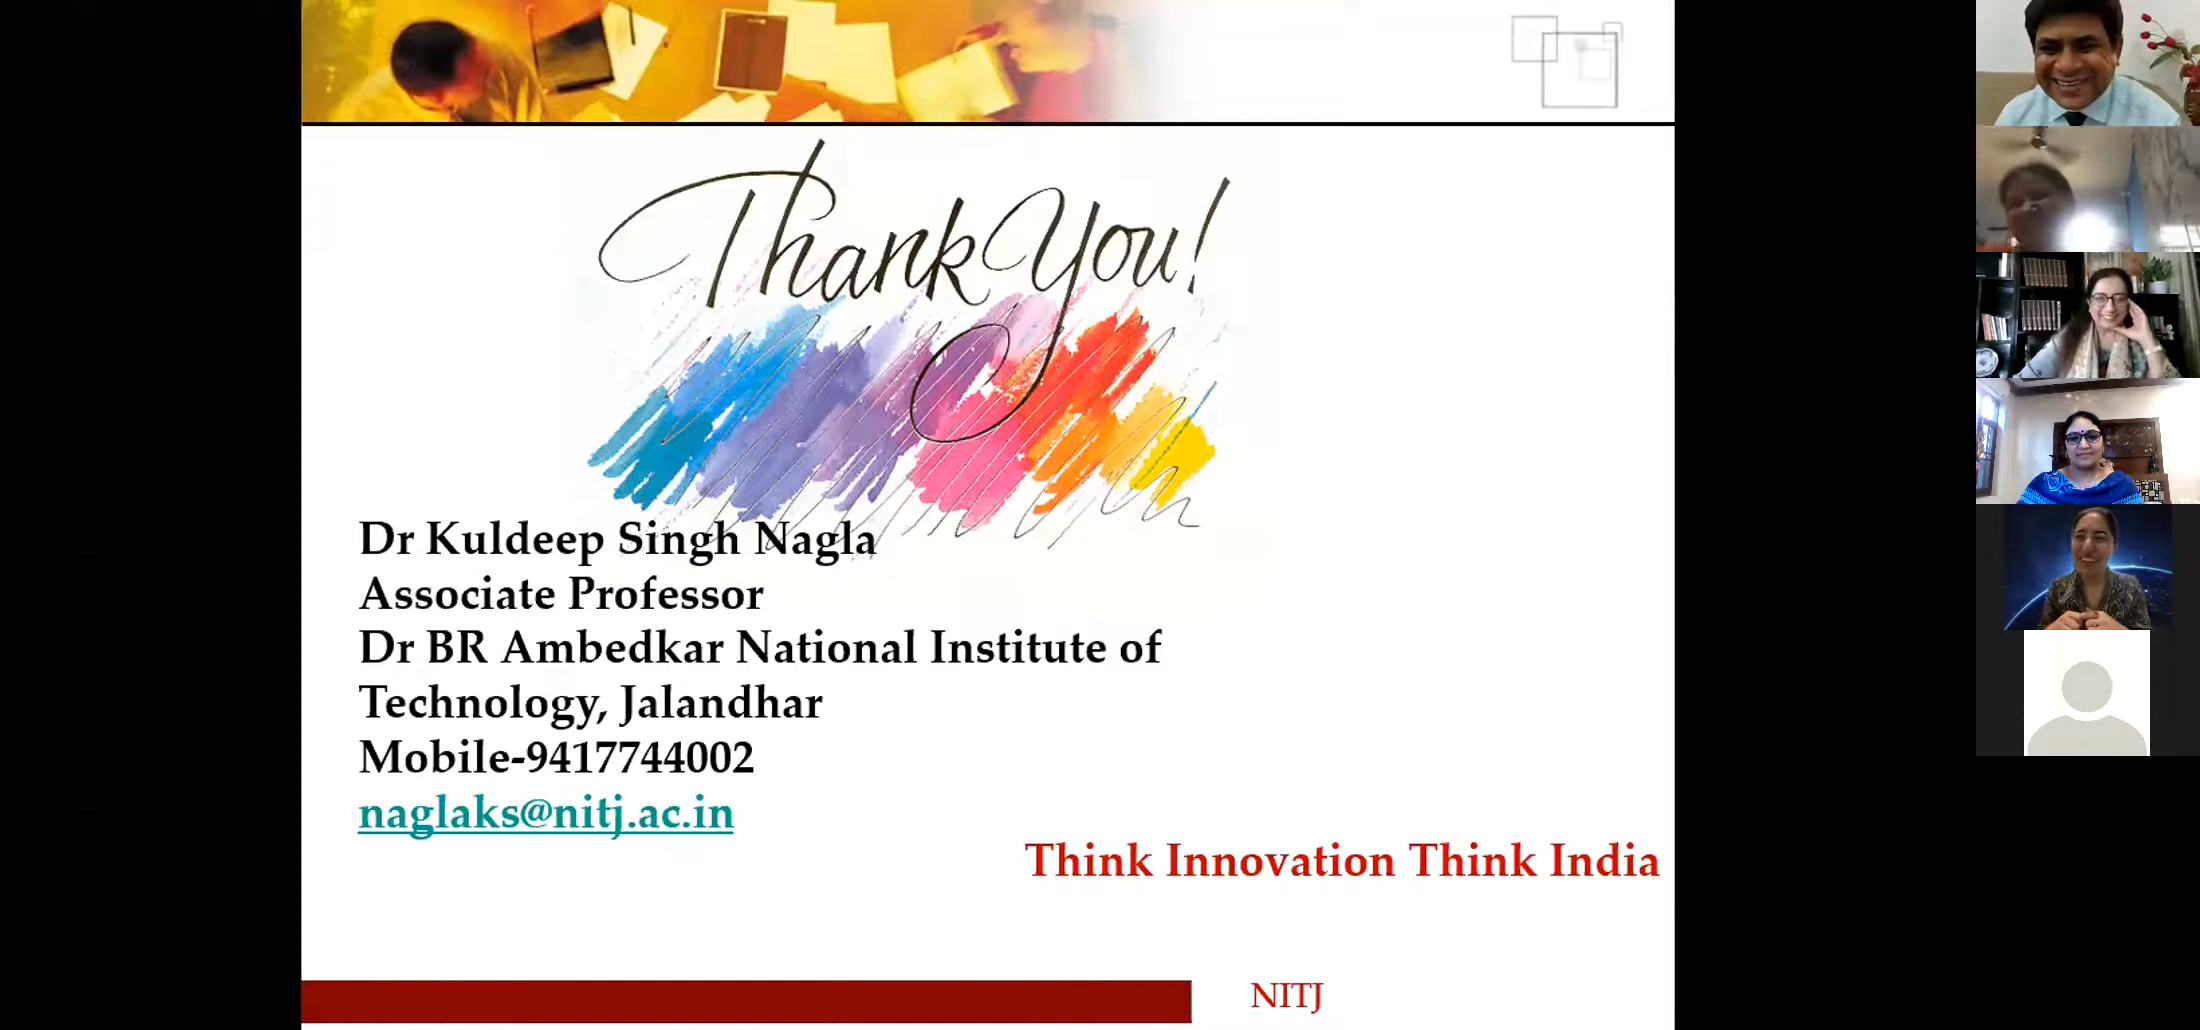 Thank You!
Dr Kuldeep Singh Nagla
Associate Professor
Dr BR Ambedkar National Institute of
Technology, Jalandhar
Mobile-9417744002
naglaks@nitj.ac.in
Think Innovation Think India
NITJ